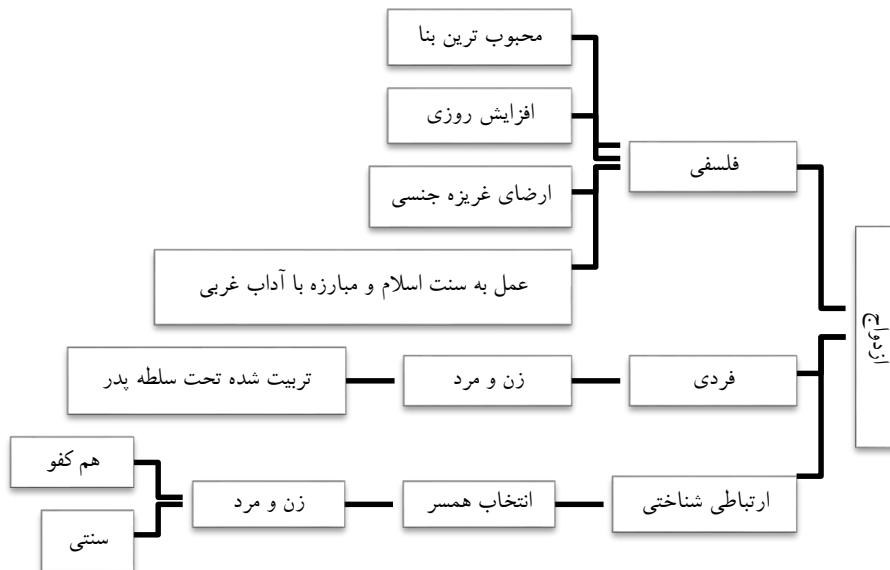 ازدواج
فلسفی
محبوب ترین بنا
افزایش روزی
ارضای غریزه جنسی
عمل به سنت اسلام و مبارزه با آداب غربی
فردی
زن و مرد
تربیت شده تحت سلطه پدر
ارتباطی شناختی
انتخاب همسر
زن و مرد
هم کفو
سنتی